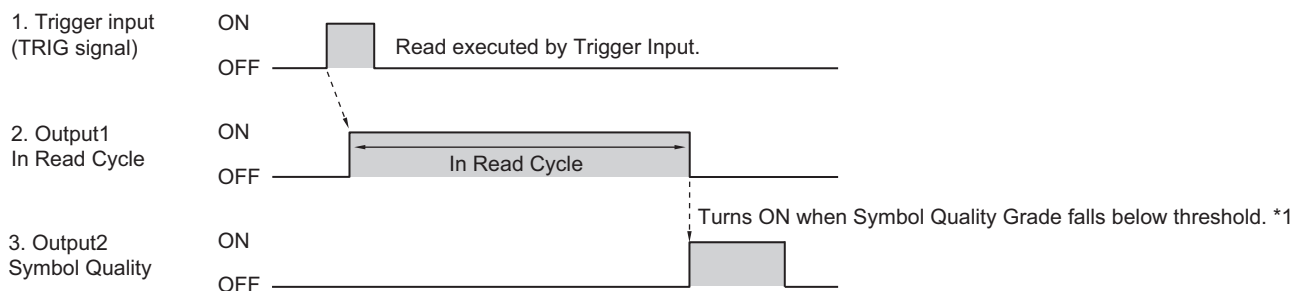 1. Trigger input
(TRIG signal)
ON
OFF
Read executed by Trigger Input.
2. Output1
In Read Cycle
ON
OFF
In Read Cycle
Turns ON when Symbol Quality Grade falls below threshold. *1
3. Output2
Symbol Quality
ON
OFF